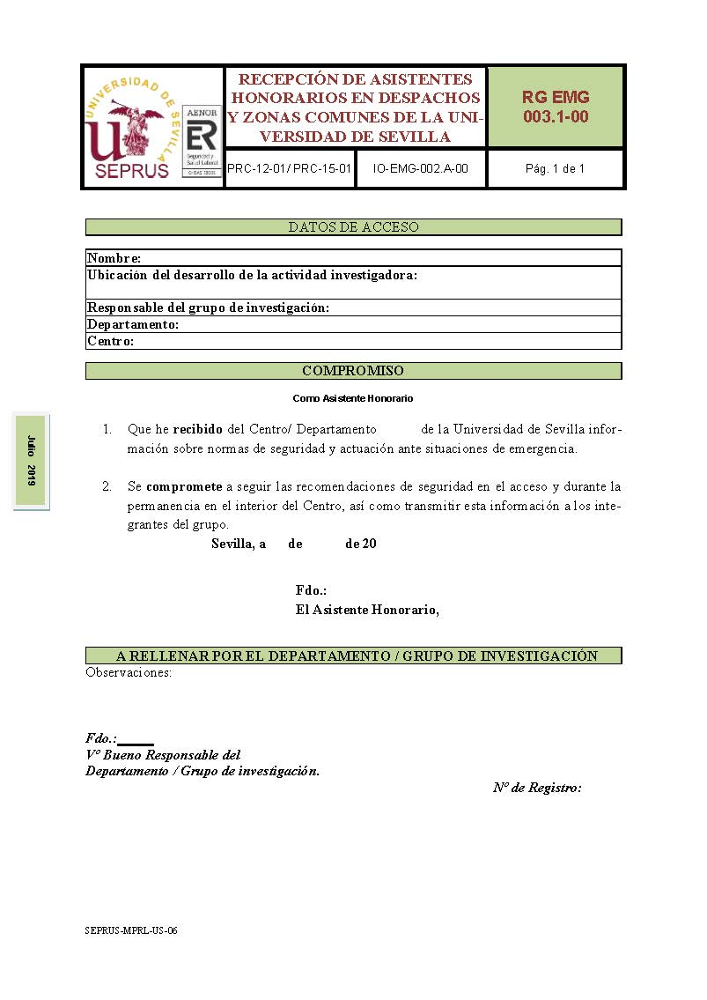 UNIVERSIDAD DE SEVILLA
SEPRUS
AENOR
ER
Seguridad y
Salud Laboral
OHSAS 18001
RECEPCIÓN DE ASISTENTES
HONORARIOS EN DESPACHOS
Y ZONAS COMUNES DE LA UNI-
VERSIDAD DE SEVILLA
RG EMG
003.1-00
PRC-12-01/ PRC-15-01
IO-EMG-002.A-00
Pág. 1 de 1
DATOS DE ACCESO
Nombre:
Ubicación del desarrollo de la actividad investigadora:
Responsable del grupo de investigación:
Departamento:
Centro:
COMPROMISO
Como Asistente Honorario
1. Que he recibido del Centro/ Departamento de la Universidad de Sevilla infor-
mación sobre normas de seguridad y actuación ante situaciones de emergencia.
2. Se compromete a seguir las recomendaciones de seguridad en el acceso y durante la
permanencia en el interior del Centro, así como transmitir esta información a los inte-
grantes del grupo.
Sevilla, a de de 20
Julio 2019
Fdo.:
El Asistente Honorario,
A RELLENAR POR EL DEPARTAMENTO / GRUPO DE INVESTIGACIÓN
Observaciones:
Fdo.:_____
Vº Bueno Responsable del
Departamento / Grupo de investigación.
Nº de Registro:
SEPRUS-MPRL-US-06